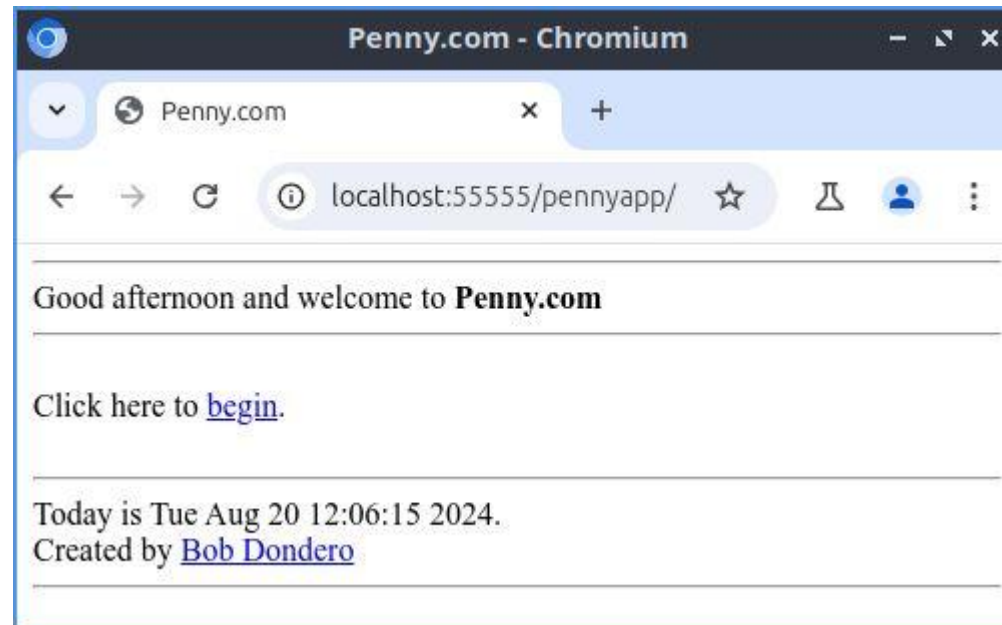 Penny.com - Chromium
Penny.com
localhost:55555/pennyapp/
Good afternoon and welcome to Penny.com
Click here to begin.
Today is Tue Aug 20 12:06:15 2024.
Created by Bob Dondero